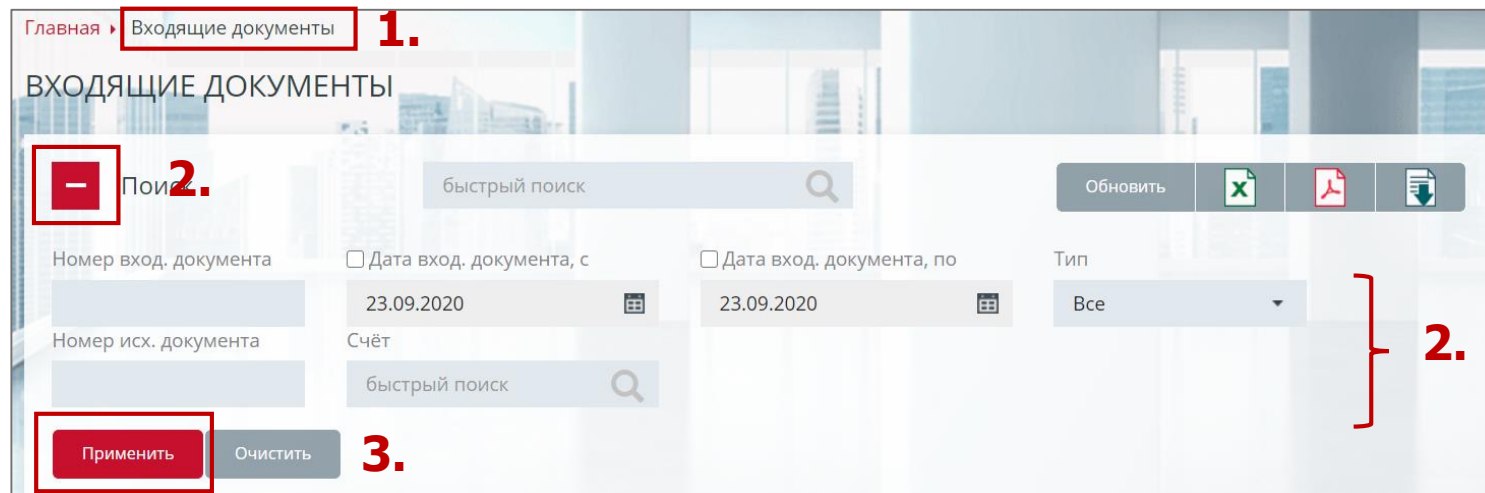 Главная Входящие документы 1.
ВХОДЯЩИЕ ДОКУМЕНТЫ
2. Поиск быстрый поиск Обновить
Номер вход. документа Дата вход. документа, с Дата вход. документа, по Тип
23.09.2020 23.09.2020 Все
Номер исх. документа Счёт 2.
быстрый поиск
Применить Очистить 3.